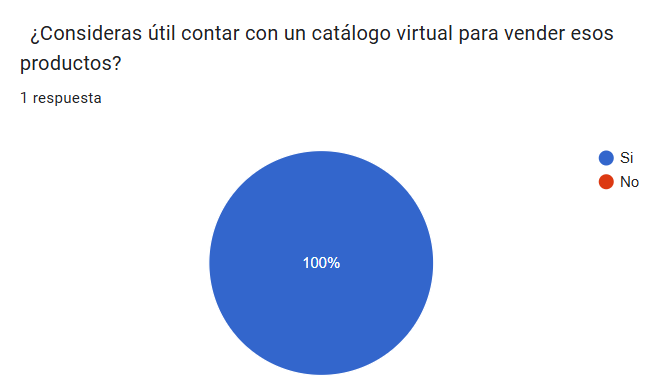 ¿Consideras útil contar con un catálogo virtual para vender esos
productos?
1 respuesta
Si
No
100%